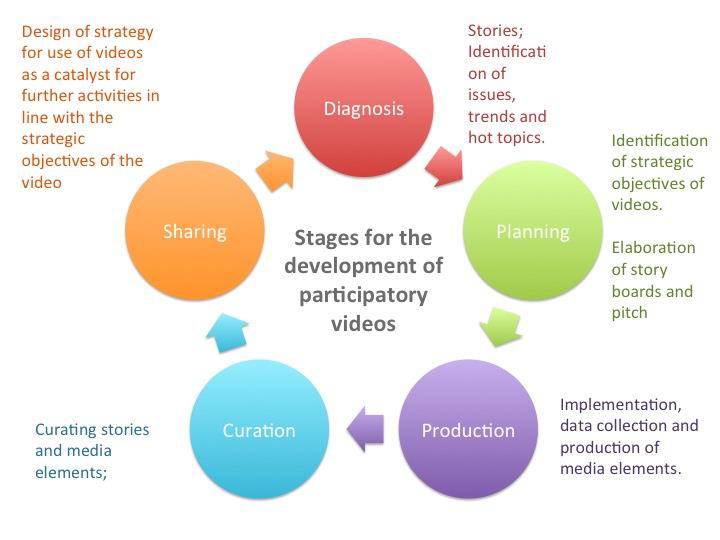 Design of strategy
for use of videos
as a catalyst for
further activities in
line with the
strategic
objectives of the
video
Diagnosis
Stories;
Identificati
on of
issues,
trends and
hot topics.
Sharing
Planning
Identification
of strategic
objectives of
videos.
Elaboration
of story
boards and
pitch
Stages for the
development of
participatory
videos
Curation
Production
Curating stories
and media
elements;
Implementation,
data collection and
production of
media elements.